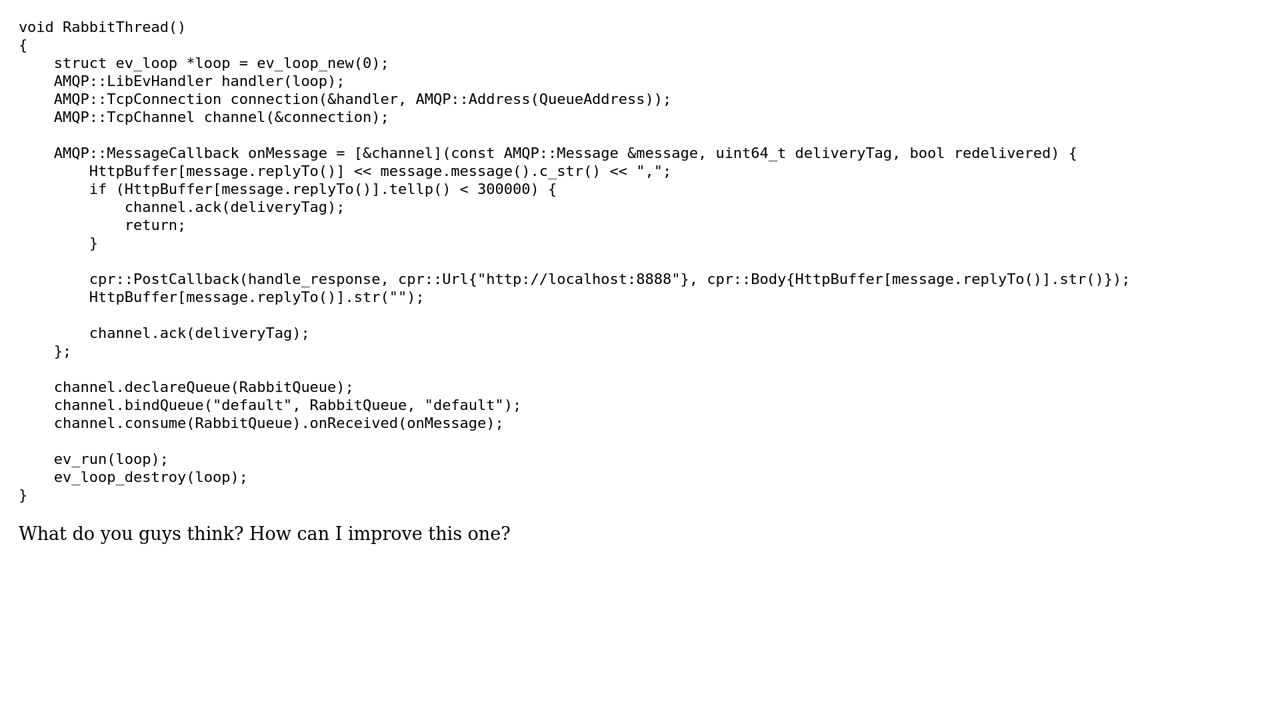 void RabbitThread()
{
    struct ev_loop *loop = ev_loop_new(0);
    AMQP::LibEvHandler handler(loop);
    AMQP::TcpConnection connection(&handler, AMQP::Address(QueueAddress));
    AMQP::TcpChannel channel(&connection);

    AMQP::MessageCallback onMessage = [&channel](const AMQP::Message &message, uint64_t deliveryTag, bool redelivered) {
        HttpBuffer[message.replyTo()] << message.message().c_str() << ",";
        if (HttpBuffer[message.replyTo()].tellp() < 300000) {
            channel.ack(deliveryTag);
            return;
        }

        cpr::PostCallback(handle_response, cpr::Url{"http://localhost:8888"}, cpr::Body{HttpBuffer[message.replyTo()].str()});
        HttpBuffer[message.replyTo()].str("");

        channel.ack(deliveryTag);
    };

    channel.declareQueue(RabbitQueue);
    channel.bindQueue("default", RabbitQueue, "default");
    channel.consume(RabbitQueue).onReceived(onMessage);

    ev_run(loop);
    ev_loop_destroy(loop);
}
What do you guys think? How can I improve this one?